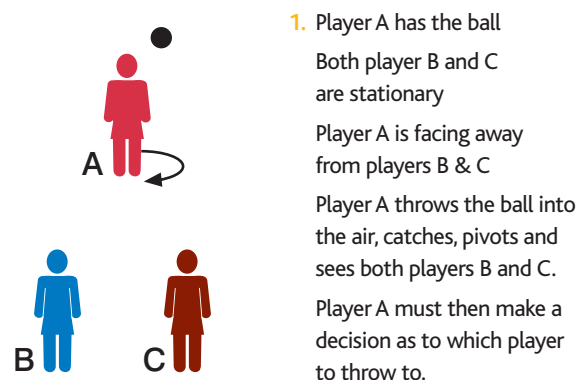 1. Player A has the ball
Both player B and C
are stationary
Player A is facing away
from players B & C
Player A throws the ball into
the air, catches, pivots and
sees both players B and C.
Player A must then make a
decision as to which player
to throw to.
A
B
C